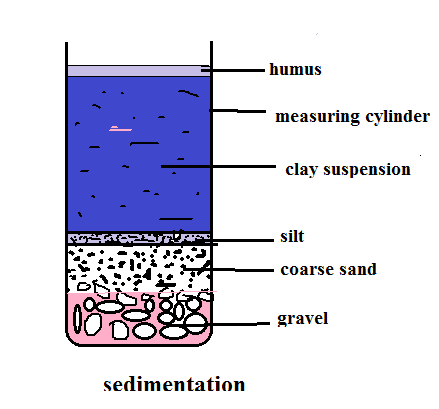 humus
measuring cylinder
clay suspension
silt
coarse sand
gravel
sedimentation